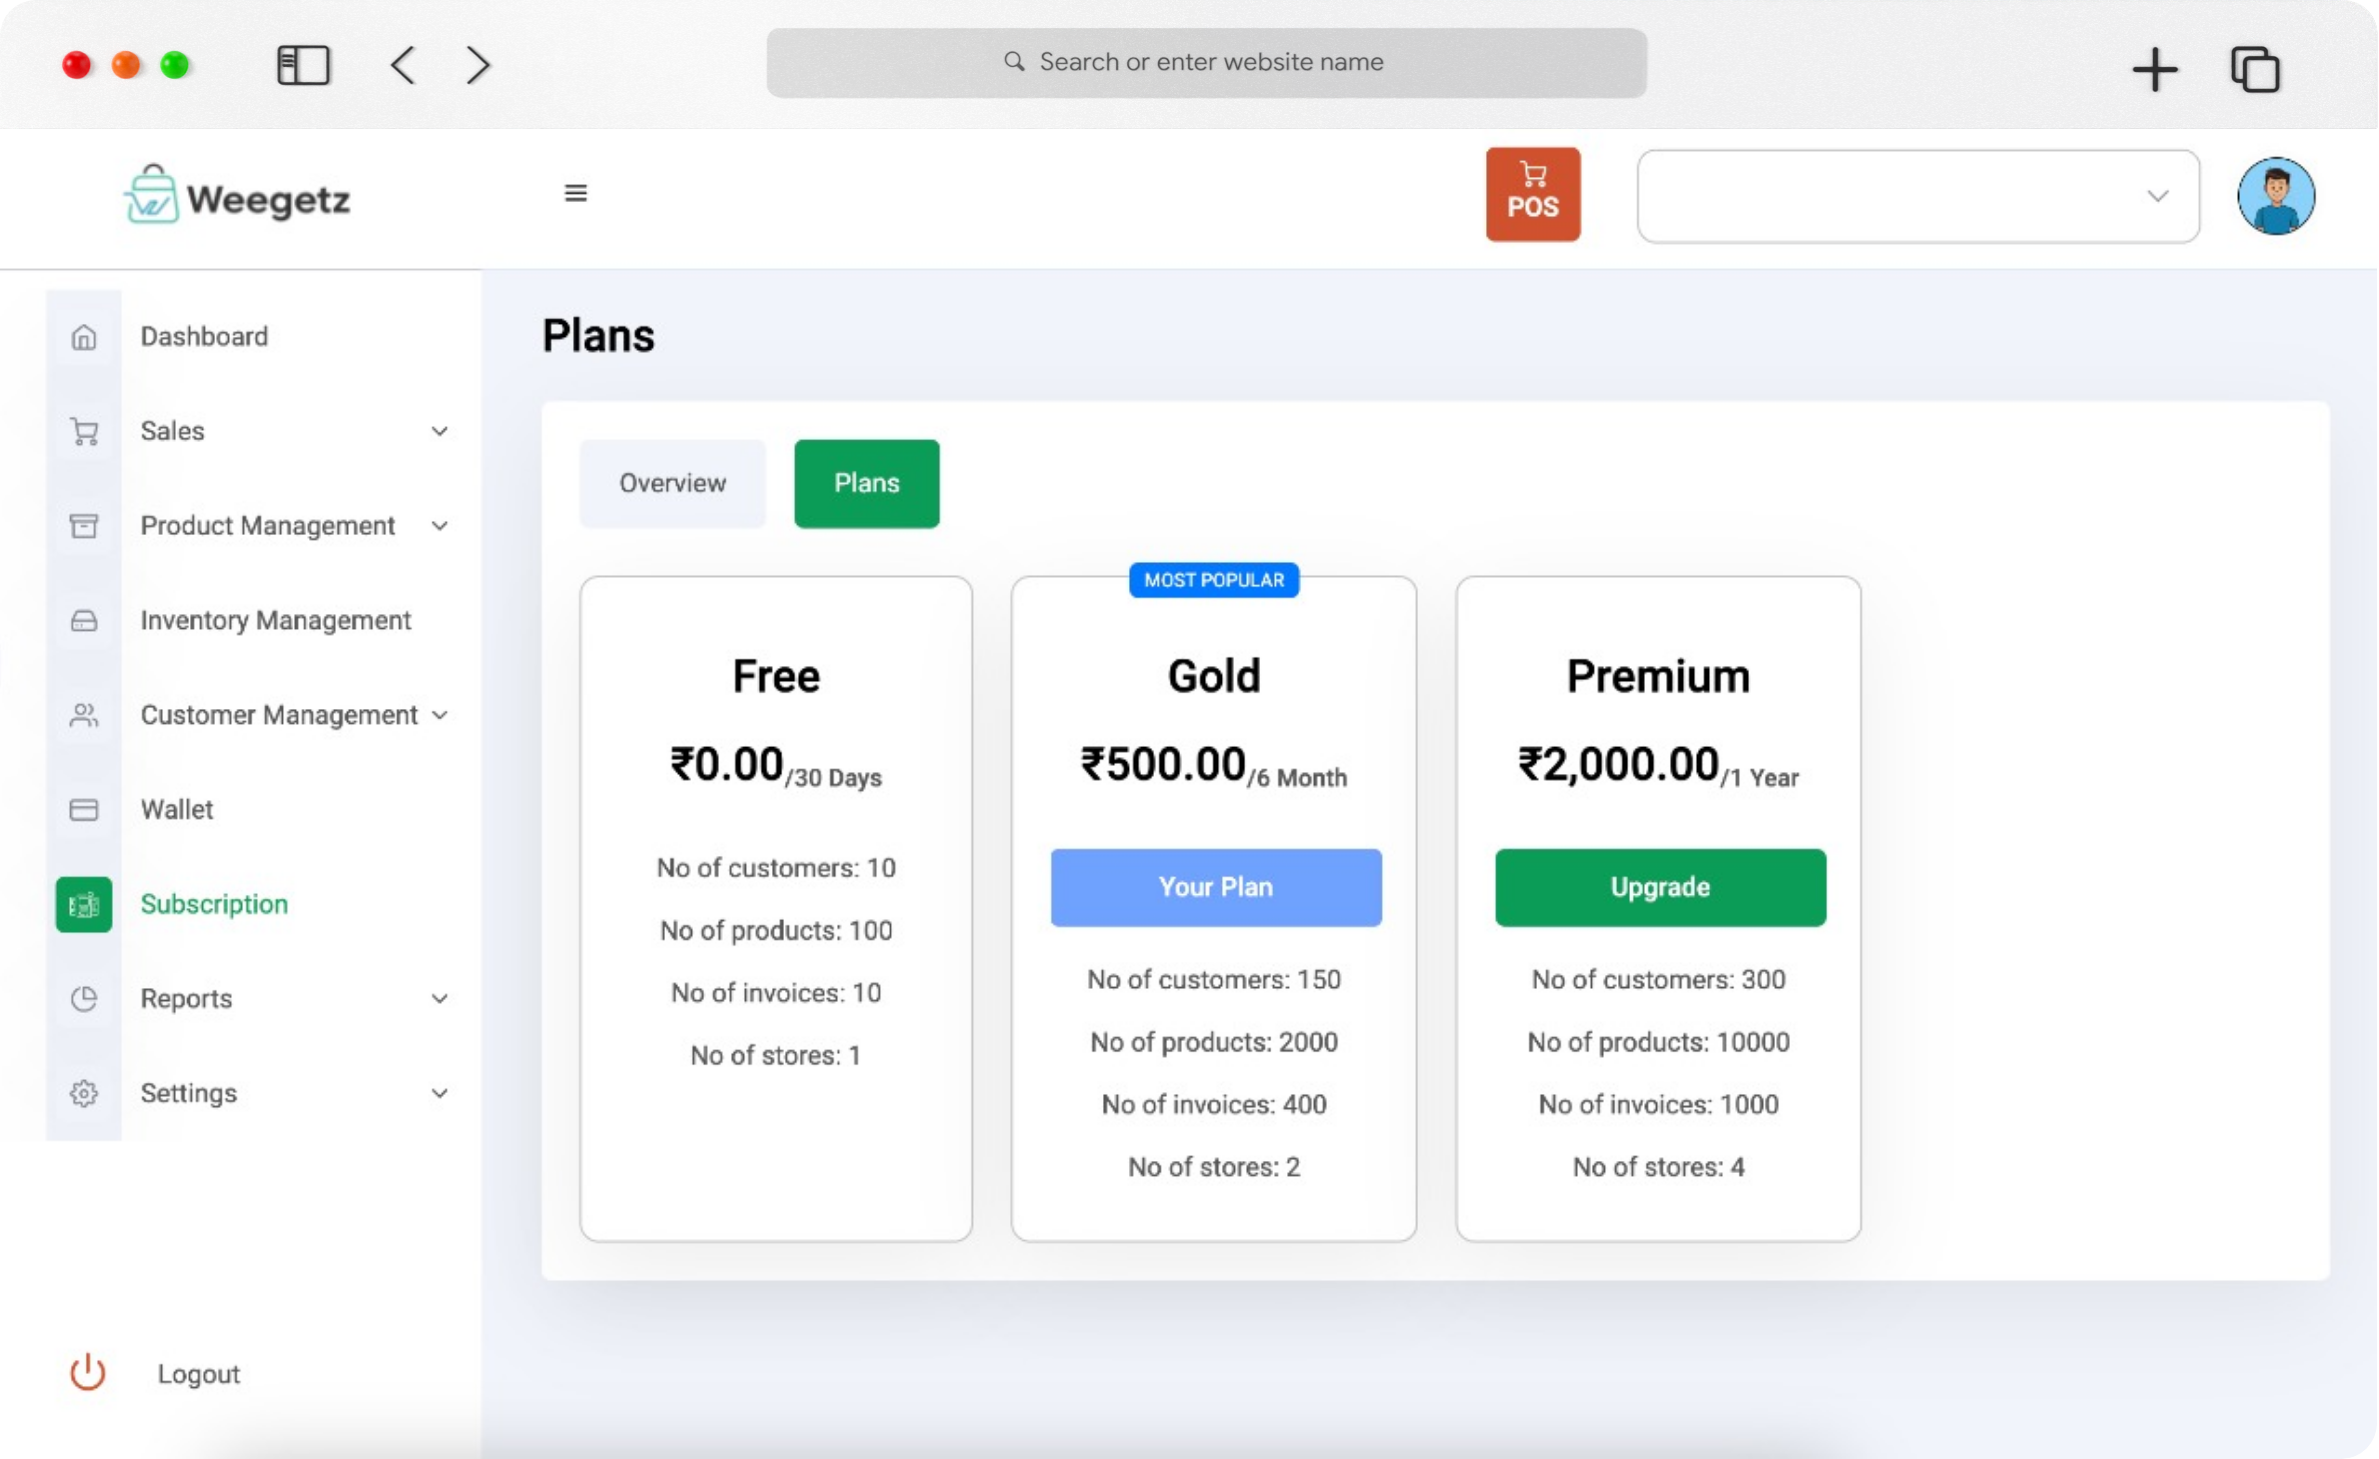 Search or enter website name
Weegetz
POS
Dashboard
Sales
Product Management
Inventory Management
Customer Management
Wallet
Subscription
Reports
Settings
Logout
Plans
Overview
Plans
Free
₹0.00/30 Days
No of customers: 10
No of products: 100
No of invoices: 10
No of stores: 1
MOST POPULAR
Gold
₹500.00/6 Month
Your Plan
No of customers: 150
No of products: 2000
No of invoices: 400
No of stores: 2
Premium
₹2,000.00/1 Year
Upgrade
No of customers: 300
No of products: 10000
No of invoices: 1000
No of stores: 4